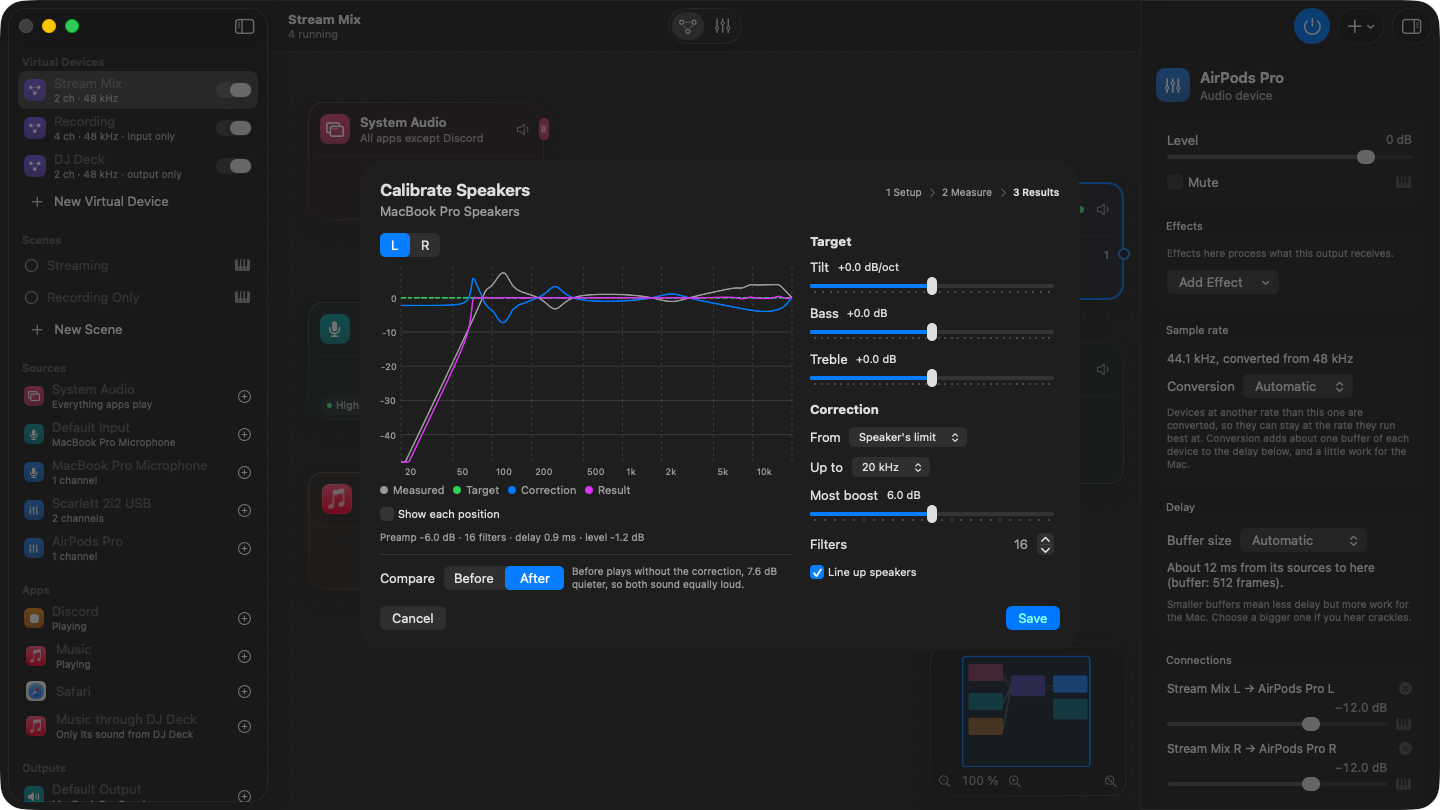 Stream Mix
4 running
Virtual Devices
Stream Mix
2 ch · 48 kHz
Recording
4 ch · 48 kHz · input only
DJ Deck
2 ch · 48 kHz · output only
New Virtual Device
Scenes
Streaming
Recording Only
New Scene
Sources
System Audio
Everything apps play
Default Input
MacBook Pro Microphone
MacBook Pro Microphone
1 channel
Scarlett 2i2 USB
2 channels
AirPods Pro
1 channel
Apps
Discord
Playing
Music
Playing
Safari
Music through DJ Deck
Only its sound from DJ Deck
Outputs
Default Output
System Audio
All apps except Discord
Calibrate Speakers
MacBook Pro Speakers
1 Setup
2 Measure
3 Results
L R
0
-10
-20
-30
-40
20 50 100 200 500 1k 2k 5k 10k
Measured Target Correction Result
Show each position
Preamp -6.0 dB · 16 filters · delay 0.9 ms · level -1.2 dB
Compare Before After
Before plays without the correction, 7.6 dB
quieter, so both sound equally loud.
Cancel
Target
Tilt +0.0 dB/oct
Bass +0.0 dB
Treble +0.0 dB
Correction
From Speaker's limit
Up to 20 kHz
Most boost 6.0 dB
Filters 16
Line up speakers
Save
1
100 %
AirPods Pro
Audio device
Level 0 dB
Mute
Effects
Effects here process what this output receives.
Add Effect
Sample rate
44.1 kHz, converted from 48 kHz
Conversion Automatic
Devices at another rate than this one are
converted, so they can stay at the rate they run
best at. Conversion adds about one buffer of each
device to the delay below, and a little work for the
Mac.
Delay
Buffer size Automatic
About 12 ms from its sources to here
(buffer: 512 frames).
Smaller buffers mean less delay but more work for
the Mac. Choose a bigger one if you hear crackles.
Connections
Stream Mix L → AirPods Pro L
−12.0 dB
Stream Mix R → AirPods Pro R
−12.0 dB